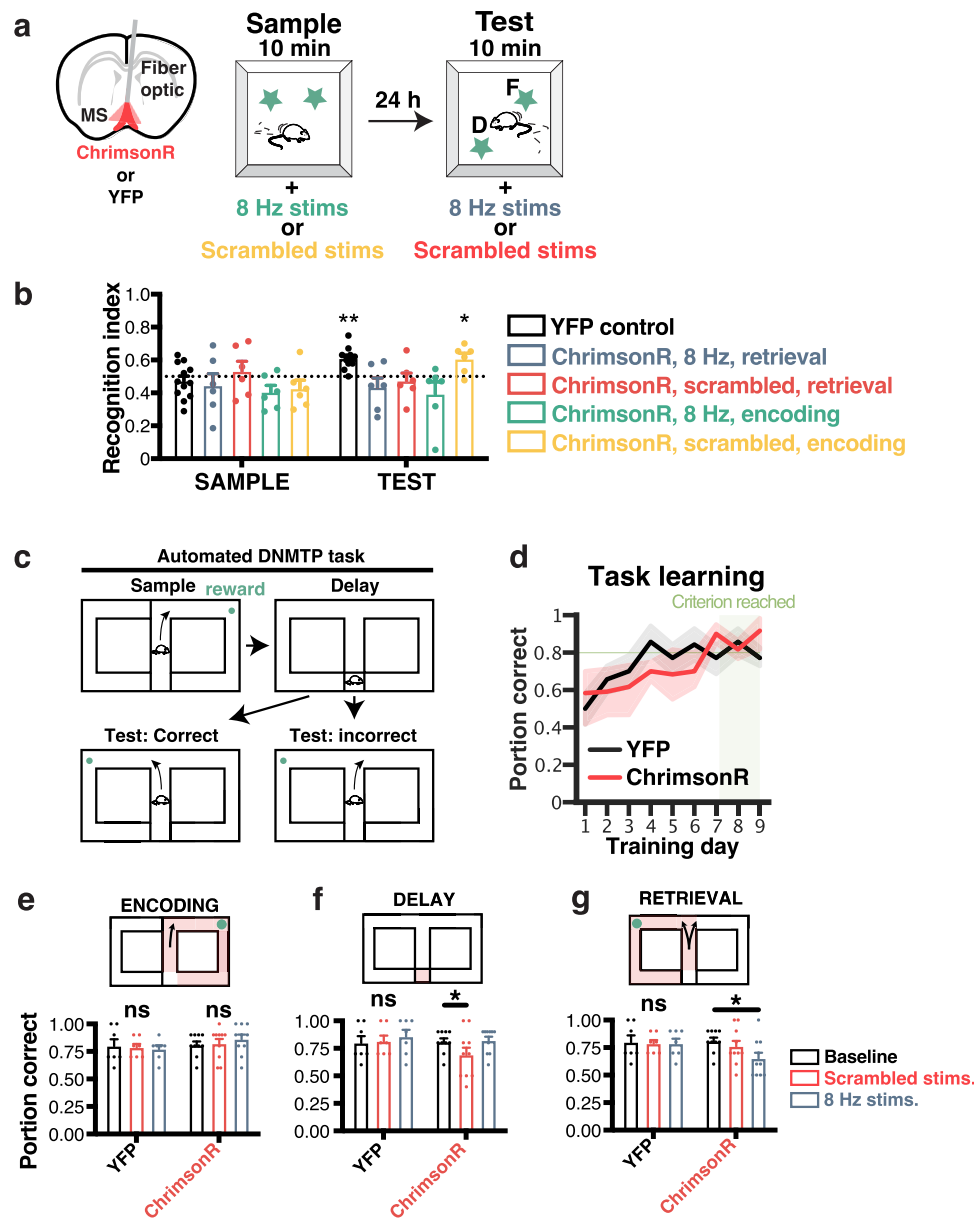 a
Fiber
optic
MS
ChrimsonR
or
YFP
Sample
10 min
+
8 Hz stims
or
Scrambled stims
24 h
Test
10 min
F
D
+
8 Hz stims
or
Scrambled stims
b
Recognition index
1.0
0.8
0.6
0.4
0.2
0
**
*
SAMPLE
TEST
YFP control
ChrimsonR, 8 Hz, retrieval
ChrimsonR, scrambled, retrieval
ChrimsonR, 8 Hz, encoding
ChrimsonR, scrambled, encoding
c
Automated DNMTP task
Sample
reward
Delay
Test: Correct
Test: incorrect
d
Task learning
Criterion reached
Portion correct
1
0.8
0.6
0.4
0.2
0
YFP
ChrimsonR
1 2 3 4 5 6 7 8 9
Training day
e
ENCODING
ns
ns
Portion correct
1.00
0.75
0.50
0.25
0.00
YFP
ChrimsonR
f
DELAY
ns
*
1.00
0.75
0.50
0.25
0.00
YFP
ChrimsonR
g
RETRIEVAL
ns
*
1.00
0.75
0.50
0.25
0.00
YFP
ChrimsonR
Baseline
Scrambled stims.
8 Hz stims.